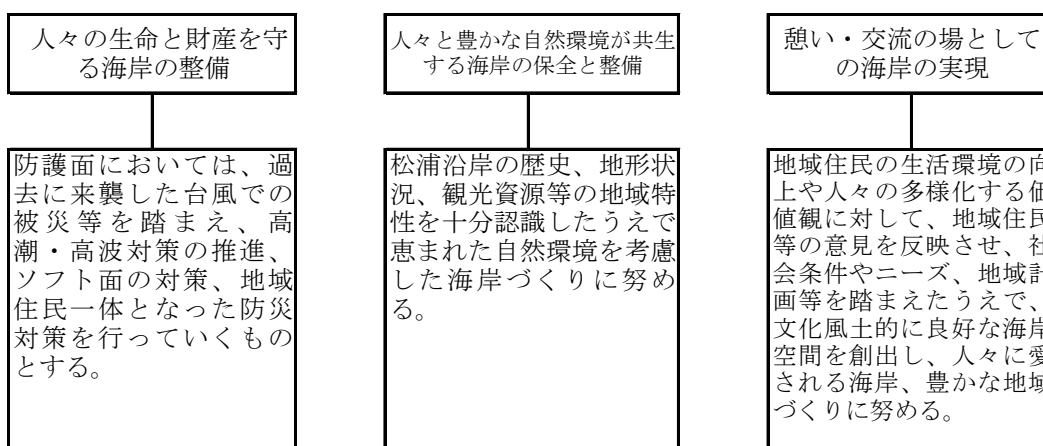 人々の生命と財産を守
る海岸の整備
防護面においては、過
去に来襲した台風での
被災等を踏まえ、高
潮・高波対策の推進、
ソフト面の対策、地域
住民一体となった防災
対策を行っていくもの
とする。
人々と豊かな自然環境が共生
する海岸の保全と整備
松浦沿岸の歴史、地形状
況、観光資源等の地域特
性を十分認識したうえで
恵まれた自然環境を考慮
した海岸づくりに努め
る。
憩い・交流の場として
の海岸の実現
地域住民の生活環境の向
上や人々の多様化する価
値観に対して、地域住民
等の意見を反映させ、社
会条件やニーズ、地域計
画等を踏まえたうえで、
文化風土的に良好な海岸
空間を創出し、人々に愛
される海岸、豊かな地域
づくりに努める。